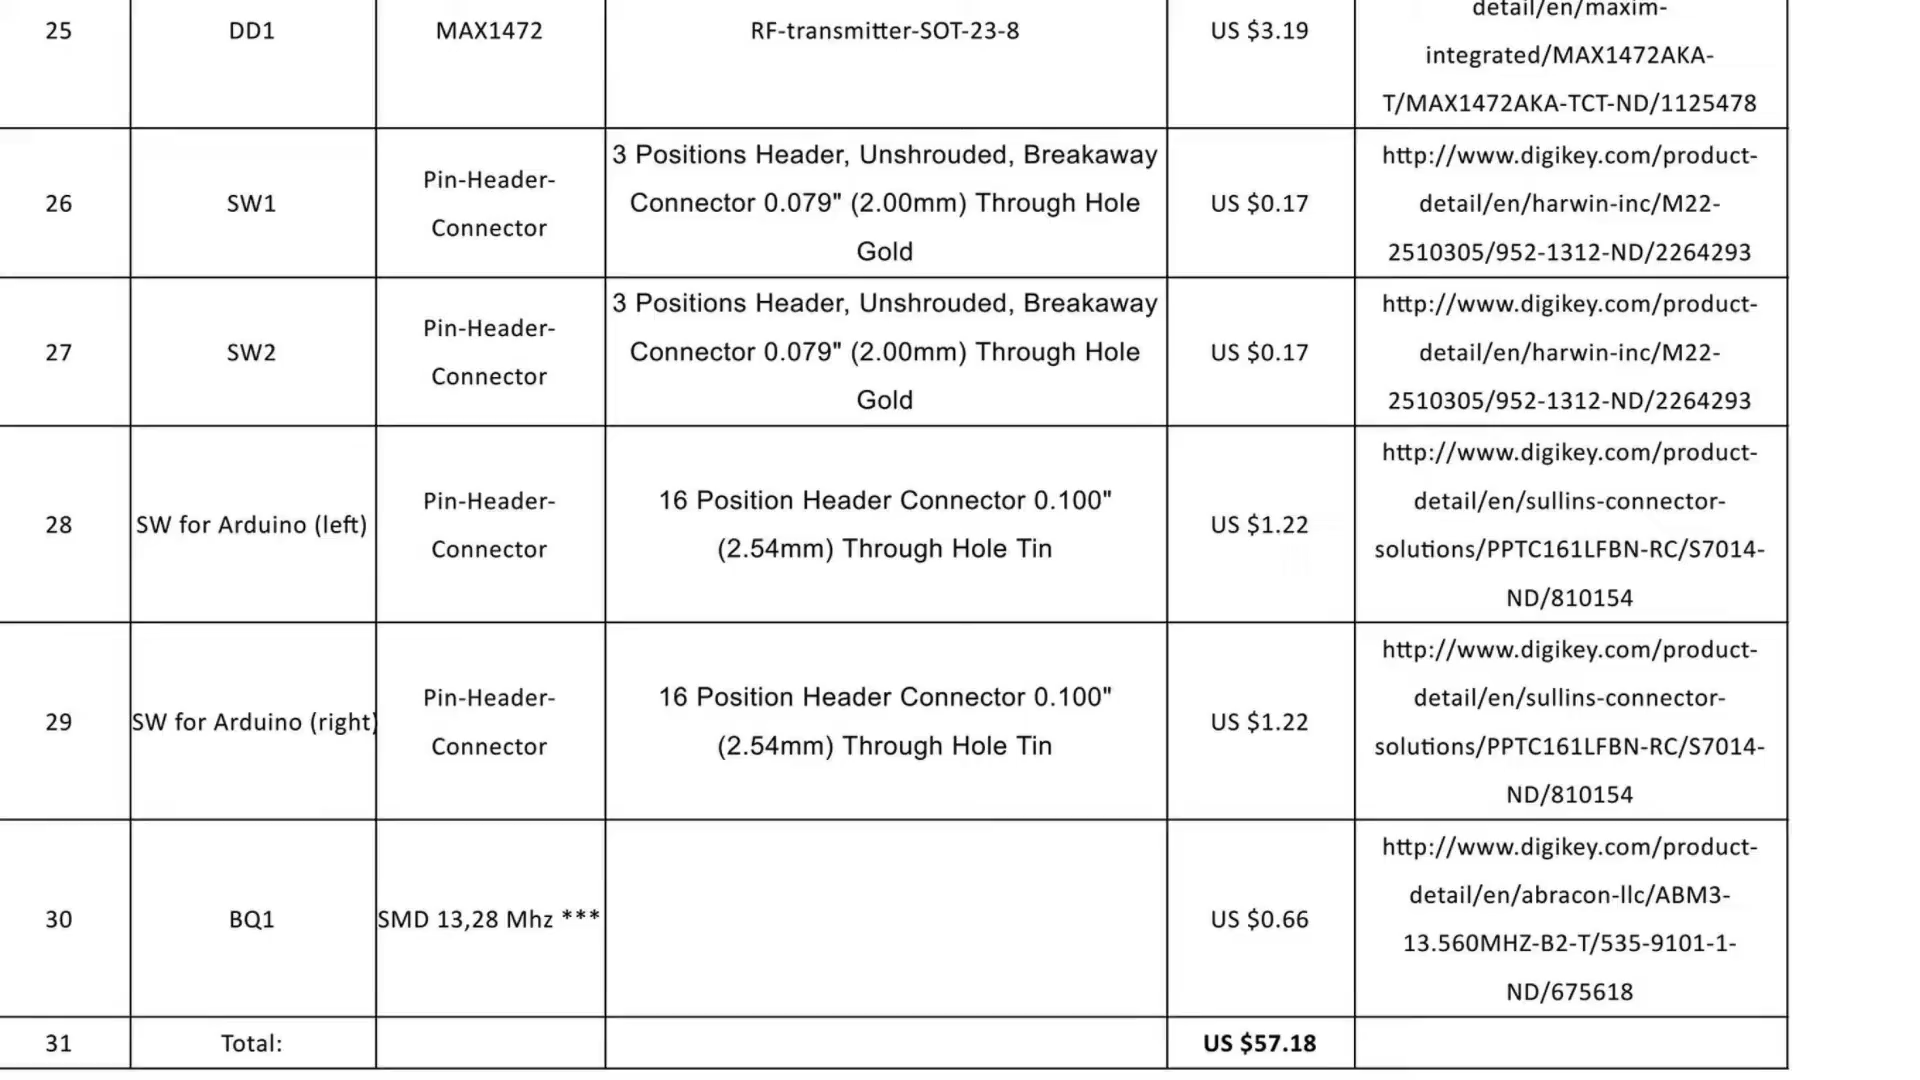 detail/en/maxim-
25 DD1 MAX1472 RF-transmitter-SOT-23-8 US $3.19 integrated/MAX1472AKA-
T/MAX1472AKA-TCT-ND/1125478
26 SW1 Pin-Header-
Connector
3 Positions Header, Unshrouded, Breakaway
Connector 0.079" (2.00mm) Through Hole
Gold
US $0.17
http://www.digikey.com/product-
detail/en/harwin-inc/M22-
2510305/952-1312-ND/2264293
27 SW2 Pin-Header-
Connector
3 Positions Header, Unshrouded, Breakaway
Connector 0.079" (2.00mm) Through Hole
Gold
US $0.17
http://www.digikey.com/product-
detail/en/harwin-inc/M22-
2510305/952-1312-ND/2264293
28 SW for Arduino (left) Pin-Header-
Connector
16 Position Header Connector 0.100"
(2.54mm) Through Hole Tin
US $1.22
http://www.digikey.com/product-
detail/en/sullins-connector-
solutions/PPTC161LFBN-RC/S7014-
ND/810154
29 SW for Arduino (right) Pin-Header-
Connector
16 Position Header Connector 0.100"
(2.54mm) Through Hole Tin
US $1.22
http://www.digikey.com/product-
detail/en/sullins-connector-
solutions/PPTC161LFBN-RC/S7014-
ND/810154
30 BQ1 SMD 13,28 Mhz *** US $0.66
http://www.digikey.com/product-
detail/en/abracon-llc/ABM3-
13.560MHZ-B2-T/535-9101-1-
ND/675618
31 Total: US $57.18